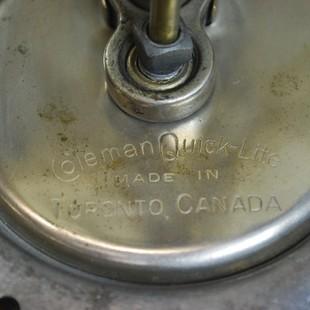 Coleman Quick-Lite
MADE IN
TORONTO, CANADA